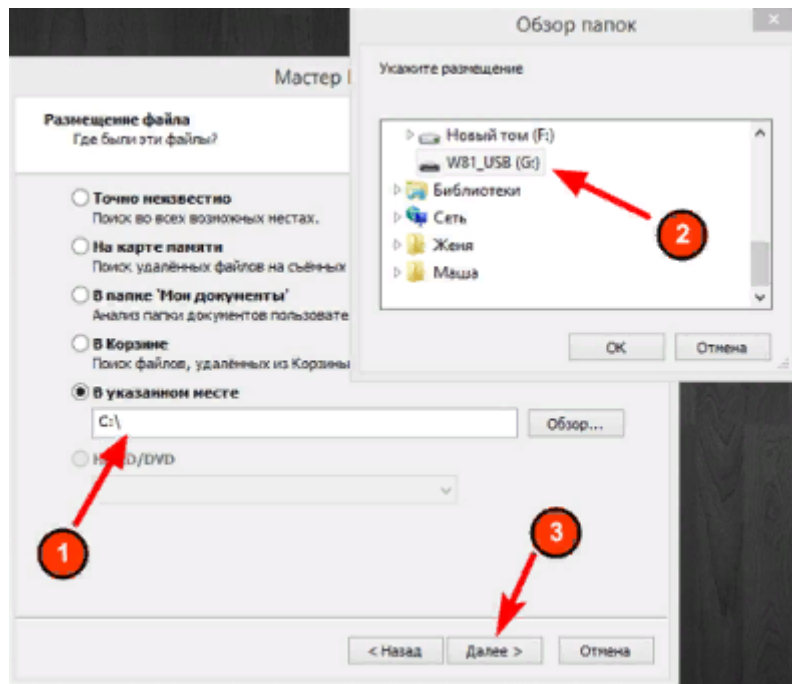 Обзор папок
Укажите размещение
Новый том (F:)
W81_USB (G:)
Библиотеки
Сеть
Женя
Маша
ОК
Отмена
Мастер
Размещение файла
Где были эти файлы?
Точно неизвестно
Поиск во всех возможных местах.
На карте памяти
Поиск удалённых файлов на съёмных
В папке 'Мои документы'
Анализ папки документов пользовате
В Корзине
Поиск файлов, удалённых из Корзины
В указанном месте
C:\
Обзор...
D/DVD
1
2
3
< Назад
Далее >
Отмена